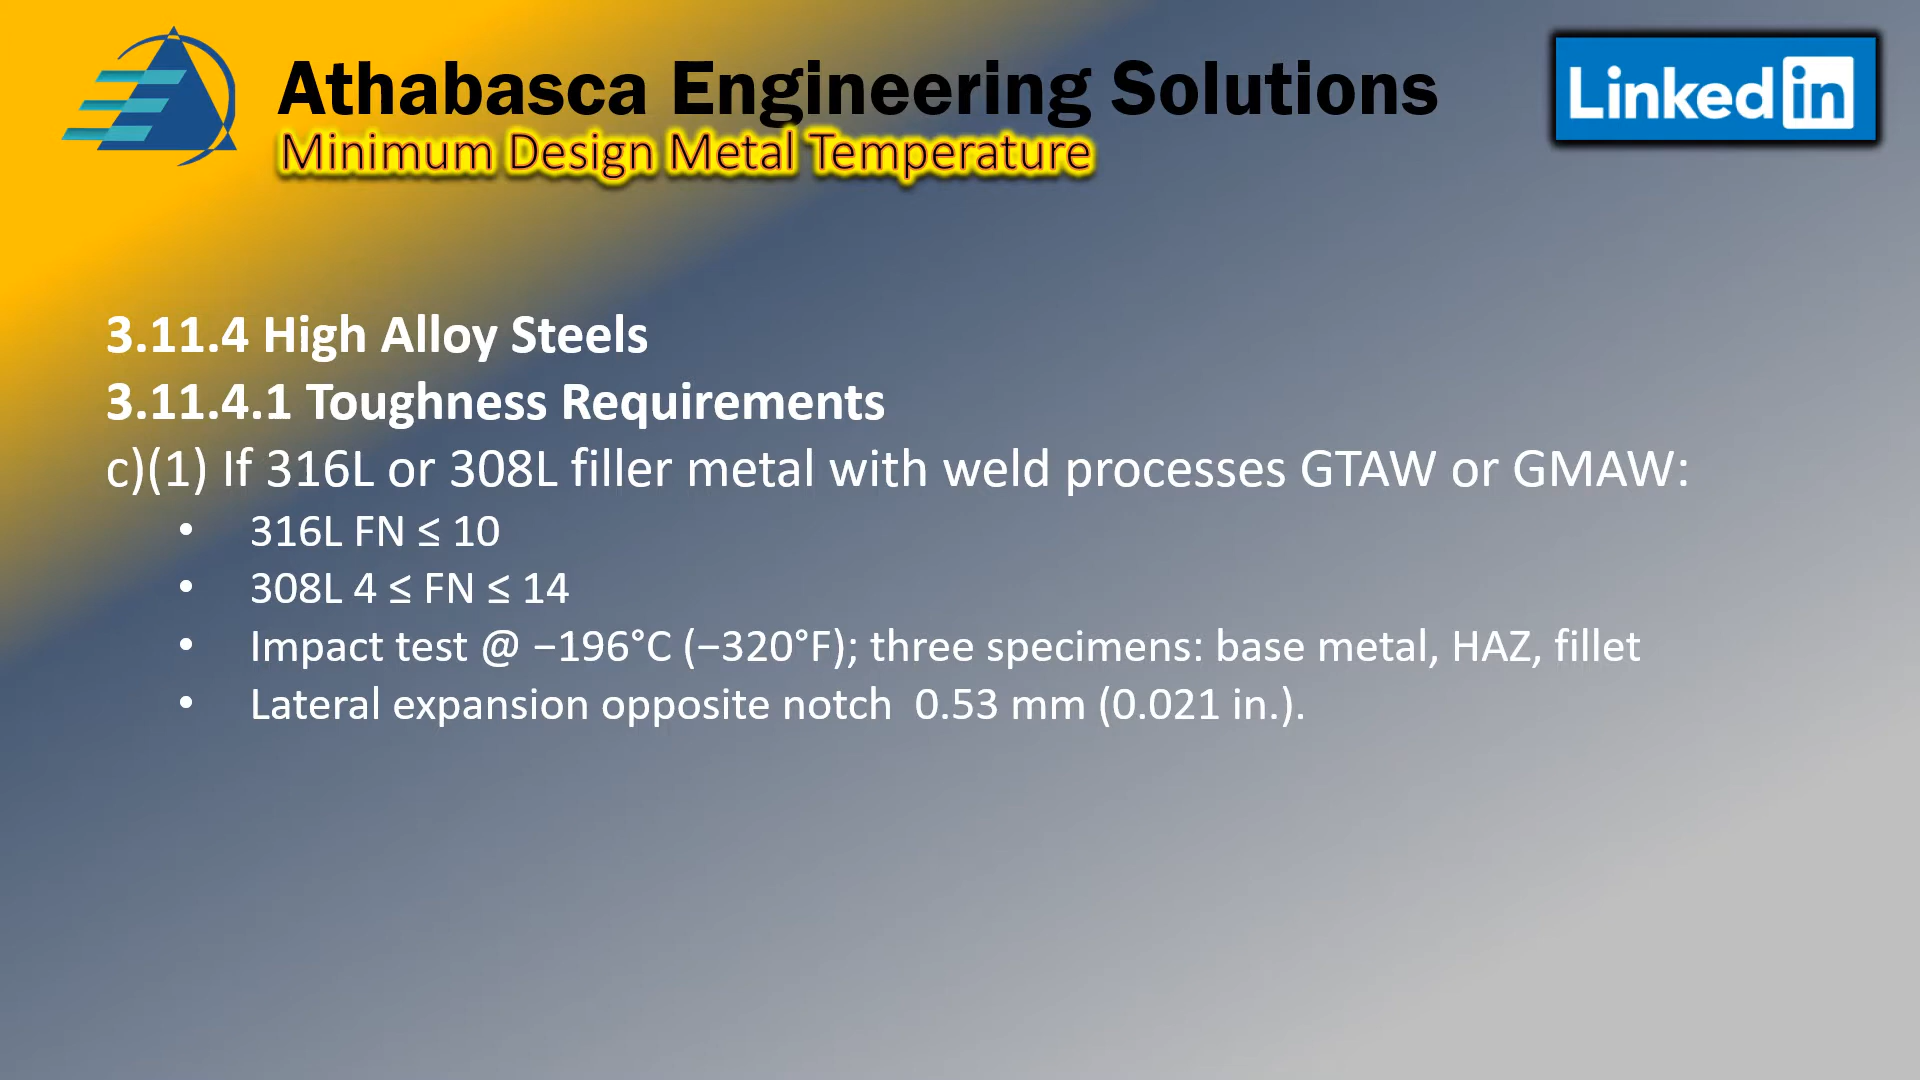 Athabasca Engineering Solutions
Minimum Design Metal Temperature
Linked in
3.11.4 High Alloy Steels
3.11.4.1 Toughness Requirements
c)(1) If 316L or 308L filler metal with weld processes GTAW or GMAW:
• 316L FN ≤ 10
• 308L 4 ≤ FN ≤ 14
• Impact test @ −196°C (−320°F); three specimens: base metal, HAZ, fillet
• Lateral expansion opposite notch 0.53 mm (0.021 in.).